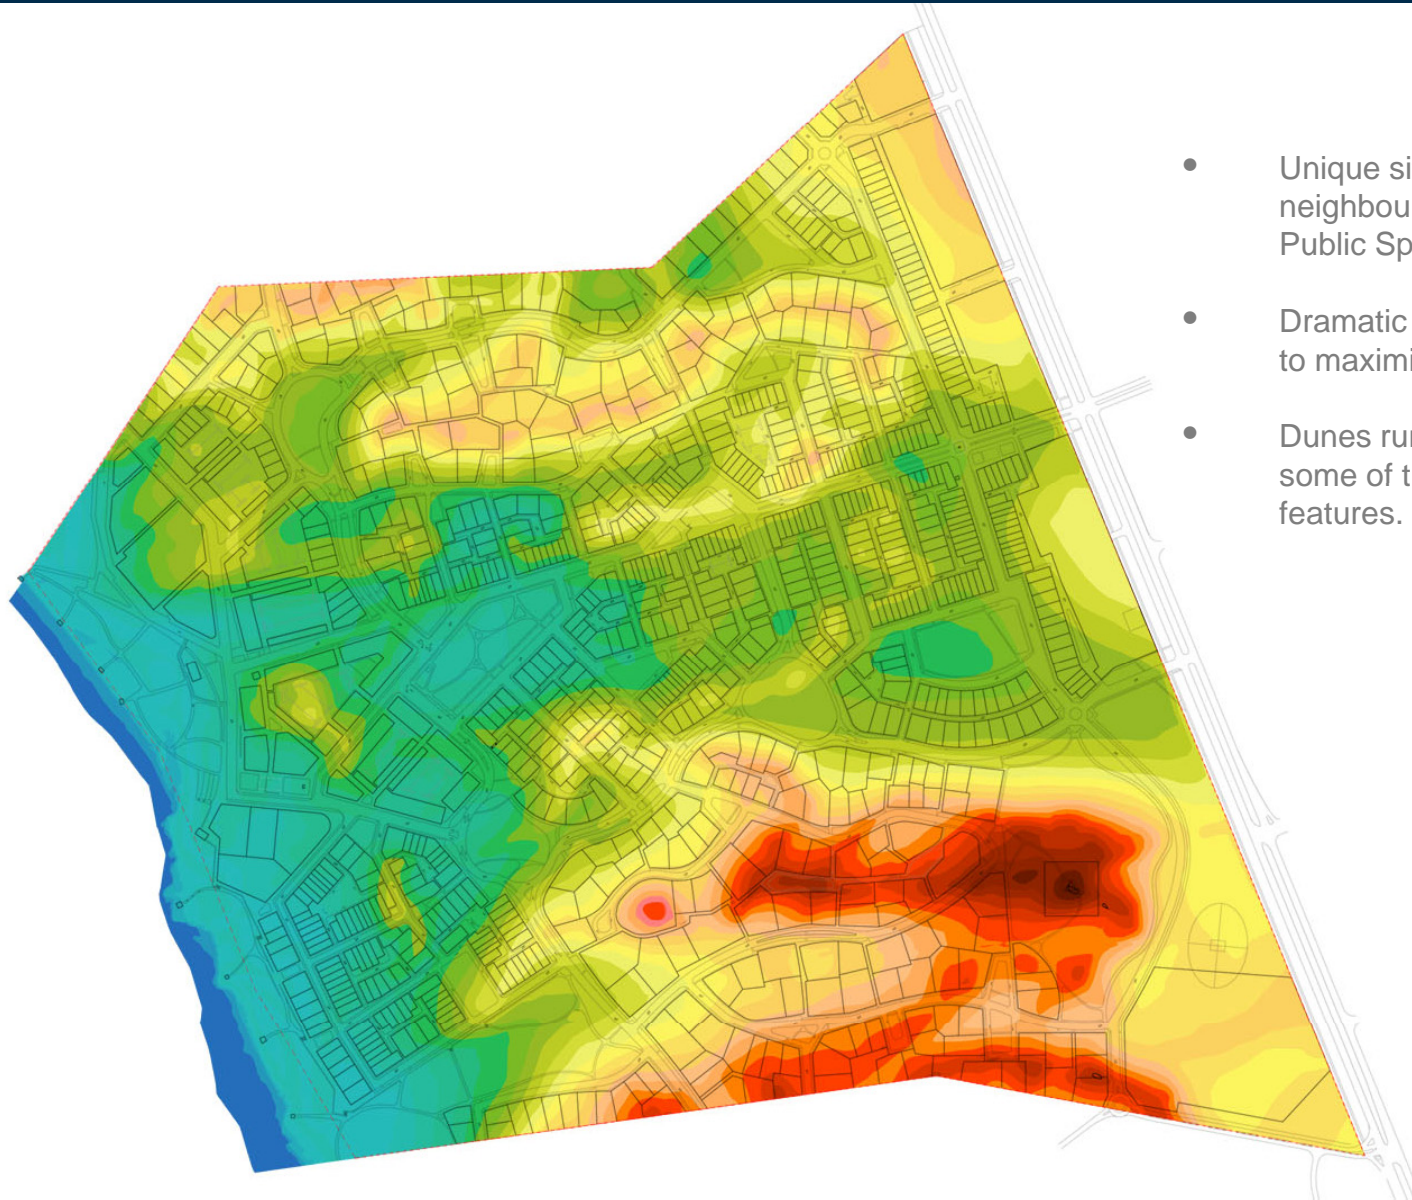 Unique si
neighbou
Public Sp
Dramatic
to maximi
Dunes ru
some of t
features.